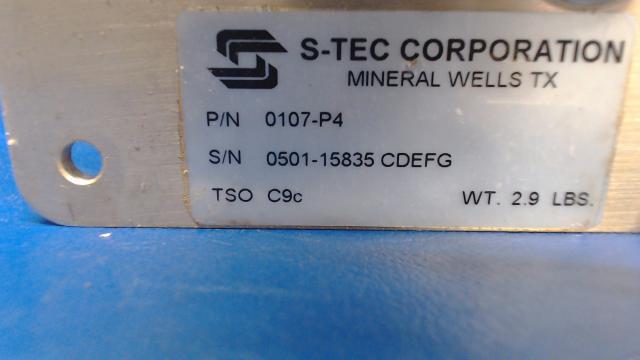 S-TEC CORPORATION
MINERAL WELLS TX
P/N 0107-P4
S/N 0501-15835 CDEFG
TSO C9c WT. 2.9 LBS.